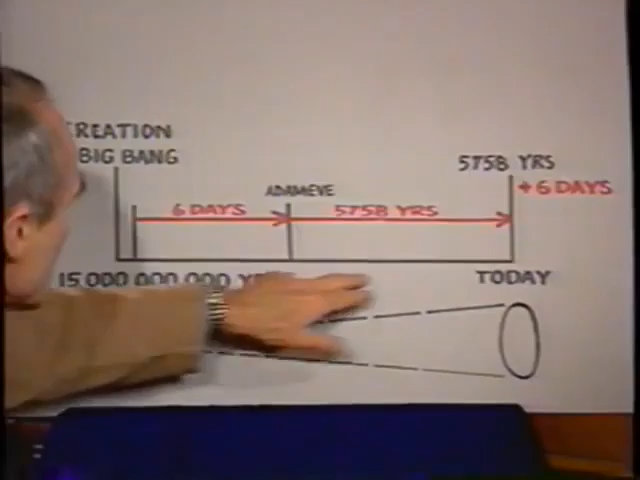 REATION
BIG BANG
ADAM EVE
5758 YRS
+ 6 DAYS
6 DAYS
5758 YRS
15,000 000,000
TODAY